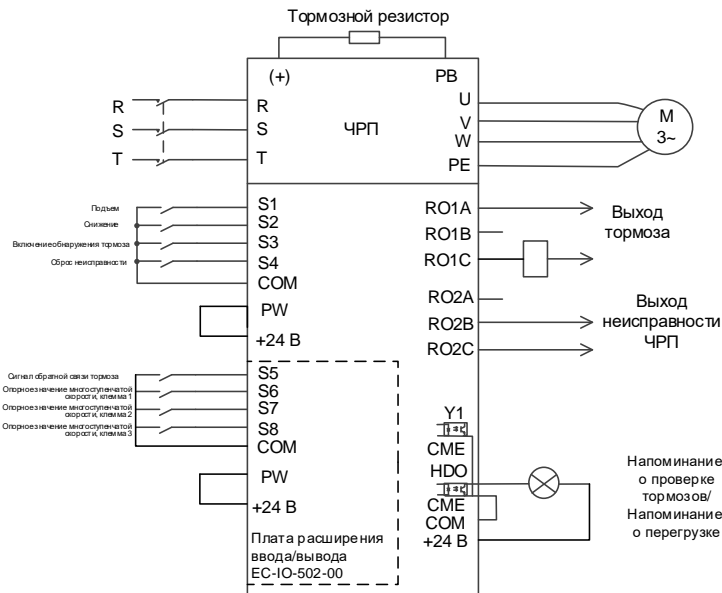 Тормозной резистор
(+)
PB
R
S
T
R
S
T
ЧРП
U
V
W
PE
M
3~
Подъем
Снижение
Включение обнаружения тормоза
Сброс неисправности
S1
S2
S3
S4
COM
PW
+24 В
RO1A
RO1B
RO1C
RO2A
RO2B
RO2C
Выход
тормоза
Выход
неисправности
ЧРП
Сигнал обратной связи тормоза
Опорное значение многоступенчатой
скорости, клемма 1
Опорное значение многоступенчатой
скорости, клемма 2
Опорное значение многоступенчатой
скорости, клемма 3
S5
S6
S7
S8
COM
PW
+24 В
Плата расширения
ввода/вывода
EC-IO-502-00
Y1
CME
HDO
CME
COM
+24 В
Напоминание
о проверке
тормозов/
Напоминание
о перегрузке